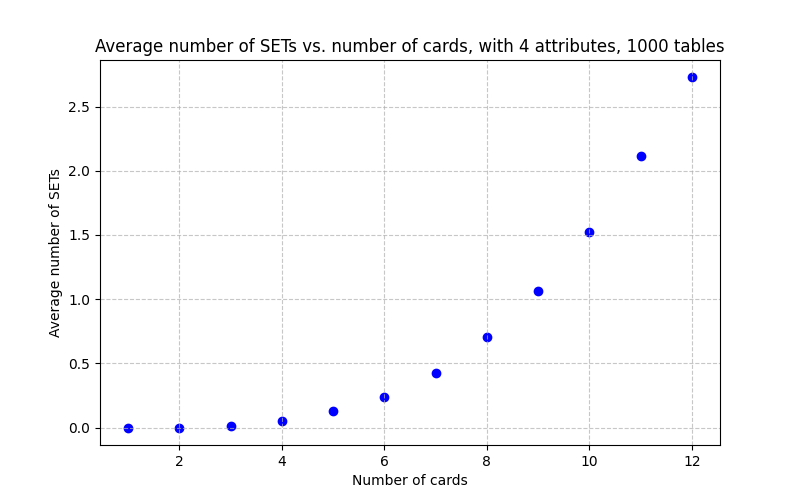 Average number of SETs vs. number of cards, with 4 attributes, 1000 tables
2.5
2.0
1.5
1.0
0.5
0.0
Average number of SETs
2 4 6 8 10 12
Number of cards